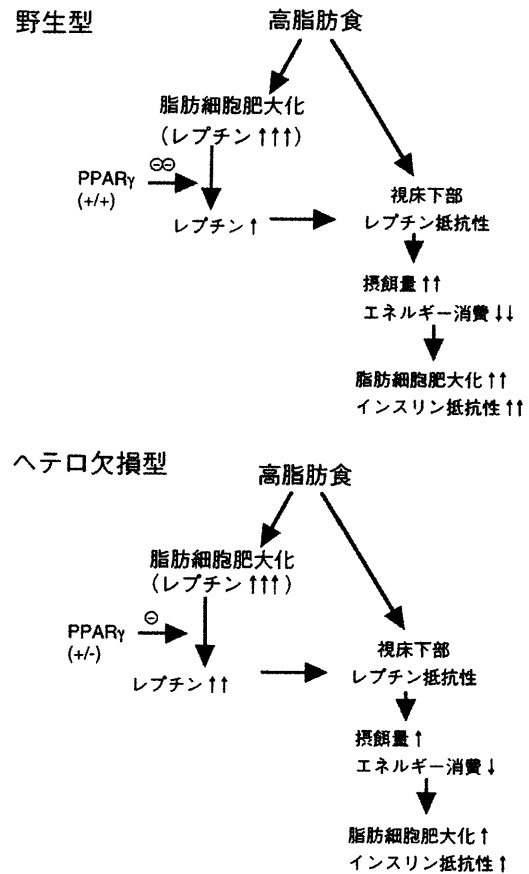 野生型
高脂肪食
脂肪細胞肥大化
(レプチン↑↑↑)
⊖⊖
PPARγ
(+/+)
レプチン↑
視床下部
レプチン抵抗性
摂餌量↑↑
エネルギー消費↓↓
脂肪細胞肥大化↑↑
インスリン抵抗性↑↑
ヘテロ欠損型
高脂肪食
脂肪細胞肥大化
(レプチン↑↑↑)
⊖
PPARγ
(+/-)
レプチン↑↑
視床下部
レプチン抵抗性
摂餌量↑
エネルギー消費↓
脂肪細胞肥大化↑
インスリン抵抗性↑